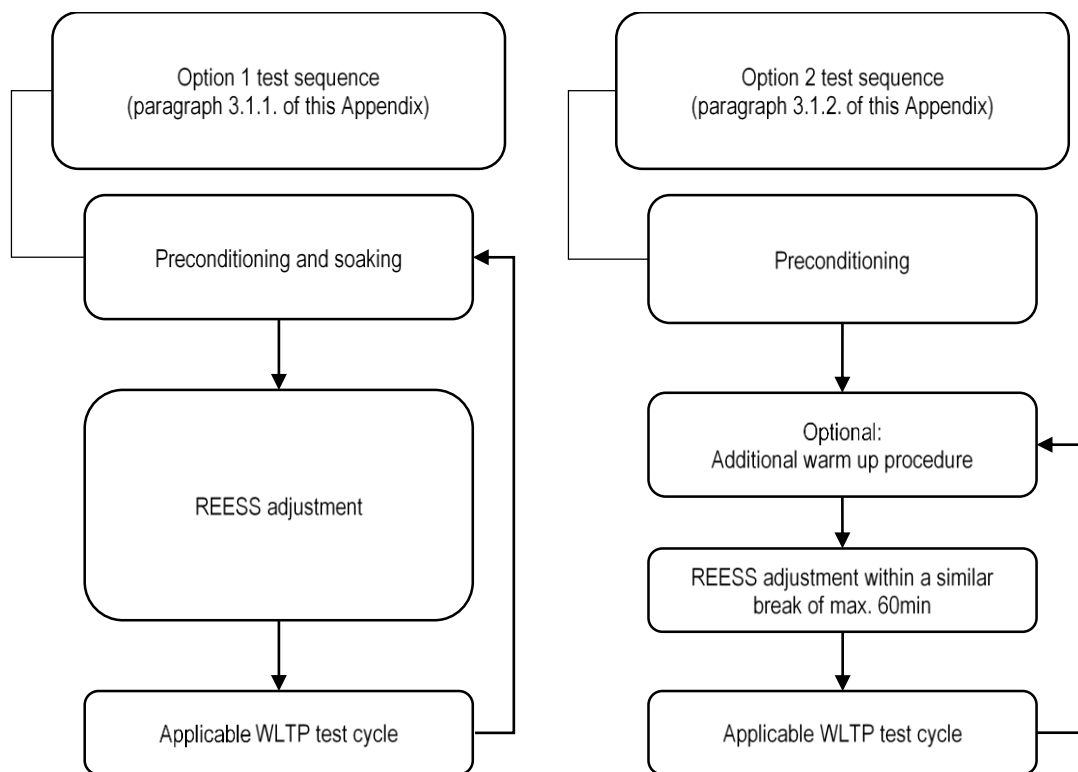 Option 1 test sequence
(paragraph 3.1.1. of this Appendix)
Preconditioning and soaking
REESS adjustment
Applicable WLTP test cycle
Option 2 test sequence
(paragraph 3.1.2. of this Appendix)
Preconditioning
Optional:
Additional warm up procedure
REESS adjustment within a similar
break of max. 60min
Applicable WLTP test cycle